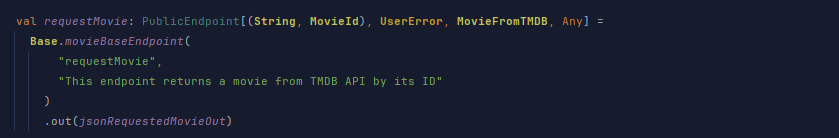 val requestMovie: PublicEndpoint[(String, MovieId), UserError, MovieFromTMDB, Any] =
Base.movieBaseEndpoint(
"requestMovie",
"This endpoint returns a movie from TMDB API by its ID"
)
.out(jsonRequestedMovieOut)